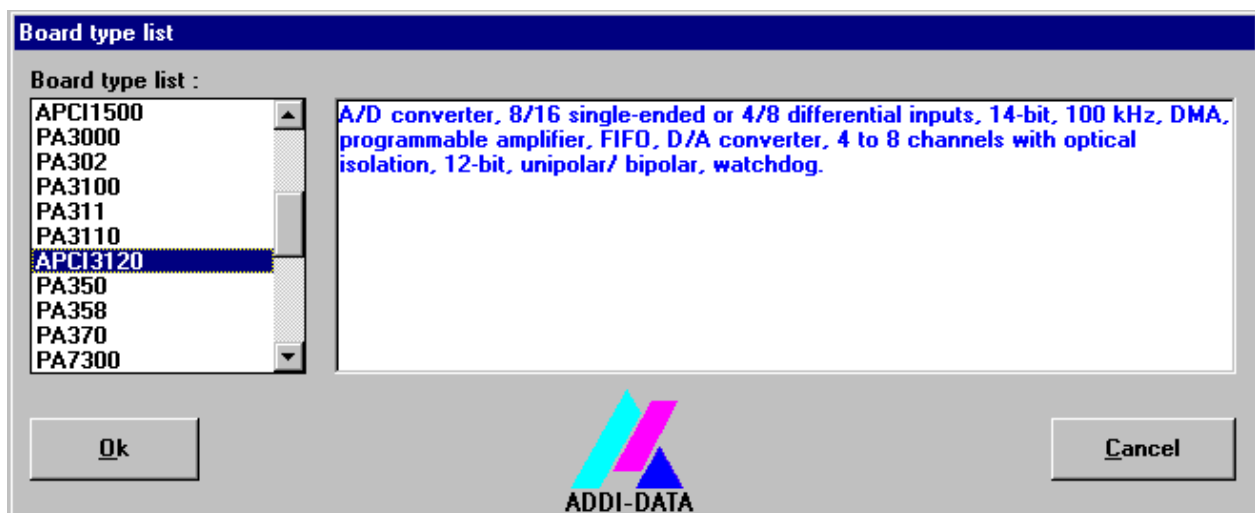 Board type list
Board type list :
APCI1500
PA3000
PA302
PA3100
PA311
PA3110
APCI3120
PA350
PA358
PA370
PA7300
A/D converter, 8/16 single-ended or 4/8 differential inputs, 14-bit, 100 kHz, DMA,
programmable amplifier, FIFO, D/A converter, 4 to 8 channels with optical
isolation, 12-bit, unipolar/ bipolar, watchdog.
Ok
ADDI-DATA
Cancel